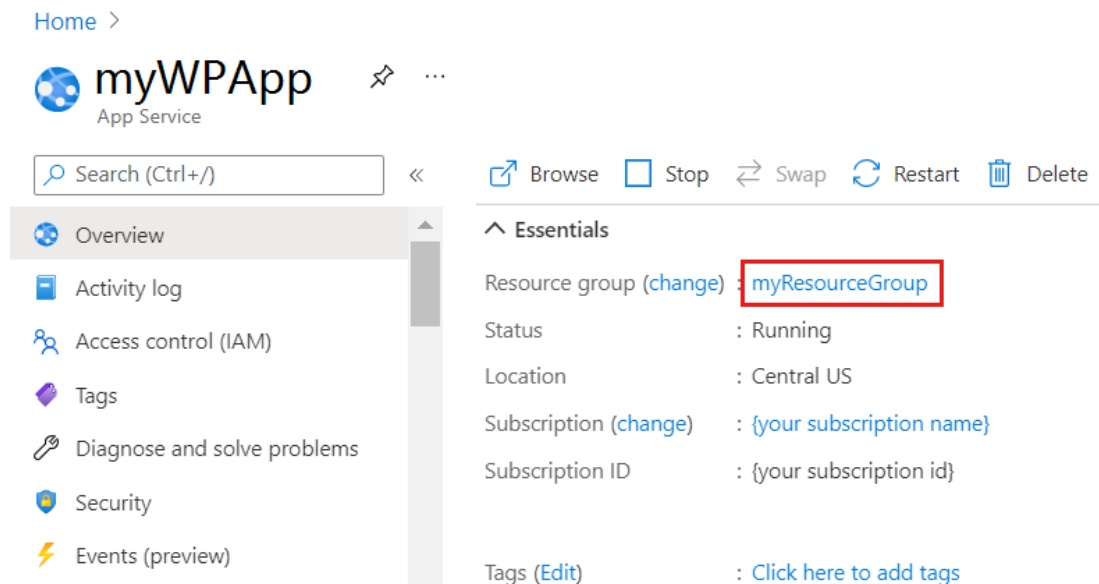 Home >
myWPApp
App Service
Search (Ctrl+/)
«
Browse
Stop
Swap
Restart
Delete
Overview
Activity log
Access control (IAM)
Tags
Diagnose and solve problems
Security
Events (preview)
Essentials
Resource group (change) : myResourceGroup
Status : Running
Location : Central US
Subscription (change) : {your subscription name}
Subscription ID : {your subscription id}
Tags (Edit) : Click here to add tags